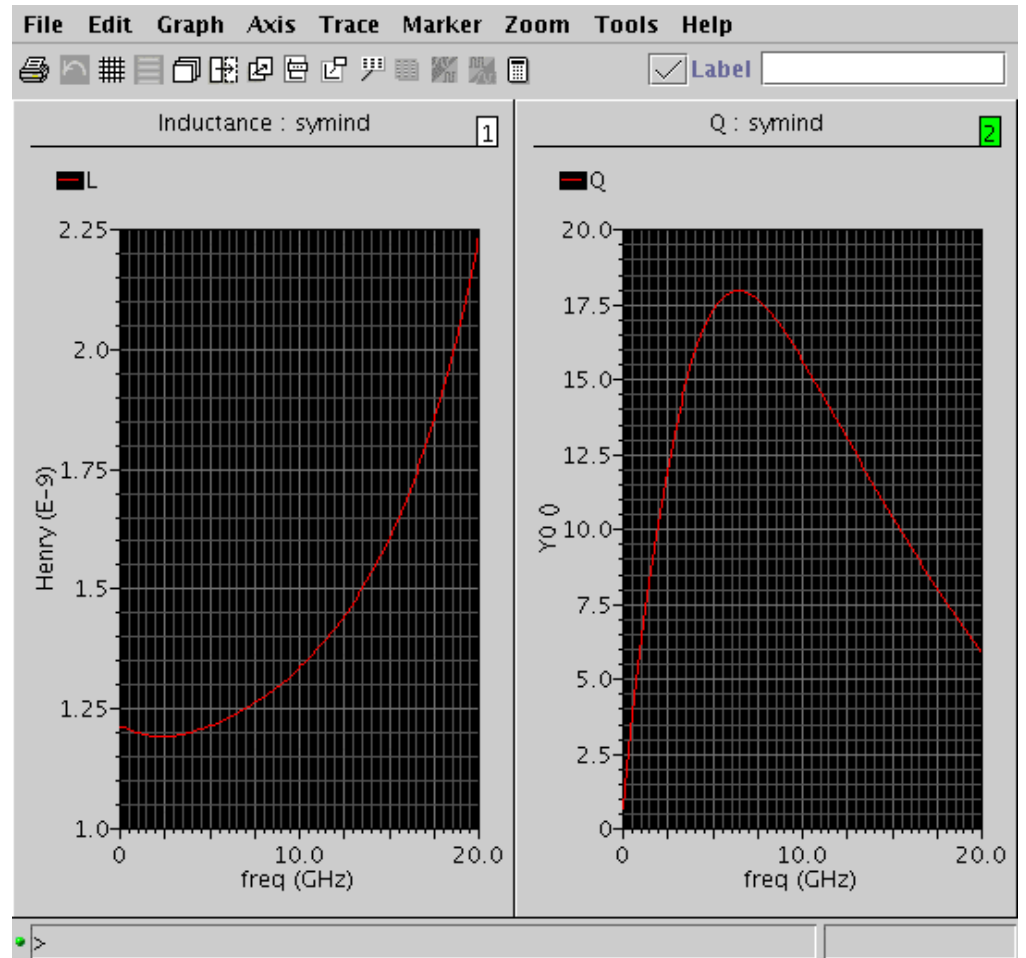 File Edit Graph Axis Trace Marker Zoom Tools Help
Label
Inductance : symind
1
L
2.25
2.0
1.75
1.5
1.25
1.0
Henry (E-9)
0 10.0 20.0
freq (GHz)
Q : symind
2
Q
20.0
17.5
15.0
12.5
10.0
7.5
5.0
2.5
0
Y0 0
0 10.0 20.0
freq (GHz)
>